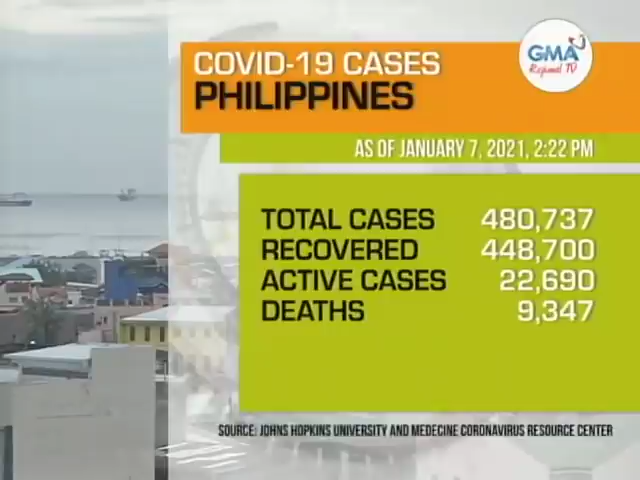 GMA
Regional TV
COVID-19 CASES
PHILIPPINES
AS OF JANUARY 7, 2021, 2:22 PM
TOTAL CASES 480,737
RECOVERED 448,700
ACTIVE CASES 22,690
DEATHS 9,347
SOURCE: JOHNS HOPKINS UNIVERSITY AND MEDECINE CORONAVIRUS RESOURCE CENTER